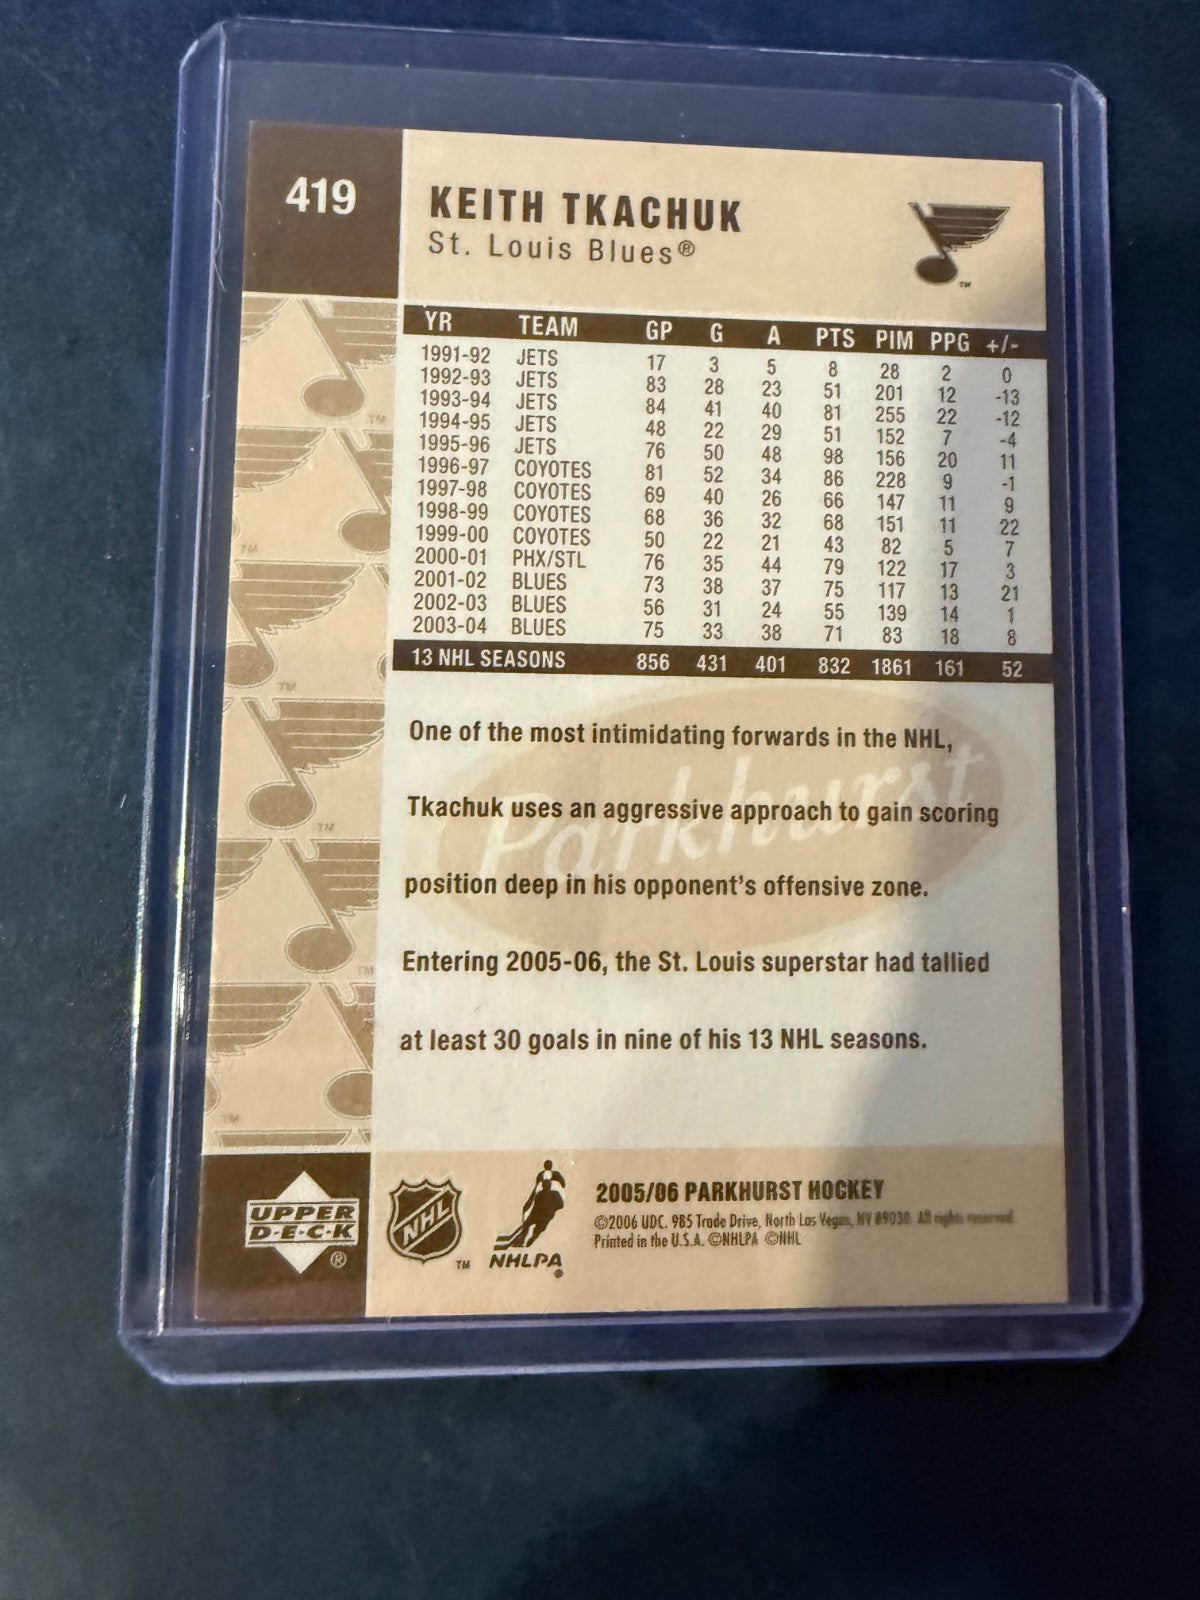 419
KEITH TKACHUK
St. Louis Blues®
TM
YR TEAM GP G A PTS PIM PPG +/-
1991-92 JETS 17 3 5 8 28 2 0
1992-93 JETS 83 28 23 51 201 12 -13
1993-94 JETS 84 41 40 81 255 22 -12
1994-95 JETS 48 22 29 51 152 7 -4
1995-96 JETS 76 50 48 98 156 20 11
1996-97 COYOTES 81 52 34 86 228 9 -1
1997-98 COYOTES 69 40 26 66 147 11 9
1998-99 COYOTES 68 36 32 68 151 11 22
1999-00 COYOTES 50 22 21 43 82 5 7
2000-01 PHX/STL 76 35 44 79 122 17 3
2001-02 BLUES 73 38 37 75 117 13 21
2002-03 BLUES 56 31 24 55 139 14 1
2003-04 BLUES 75 33 38 71 83 18 8
13 NHL SEASONS 856 431 401 832 1861 161 52
Parkhurst
One of the most intimidating forwards in the NHL,
Tkachuk uses an aggressive approach to gain scoring
position deep in his opponent's offensive zone.
Entering 2005-06, the St. Louis superstar had tallied
at least 30 goals in nine of his 13 NHL seasons.
TM
TM
TM
TM
TM
TM
UPPER
D·E·C·K
®
NHL
TM
NHLPA
®
2005/06 PARKHURST HOCKEY
©2006 UDC. 985 Trade Drive, North Las Vegas, NV 89030. All rights reserved.
Printed in the U.S.A. ©NHLPA ©NHL